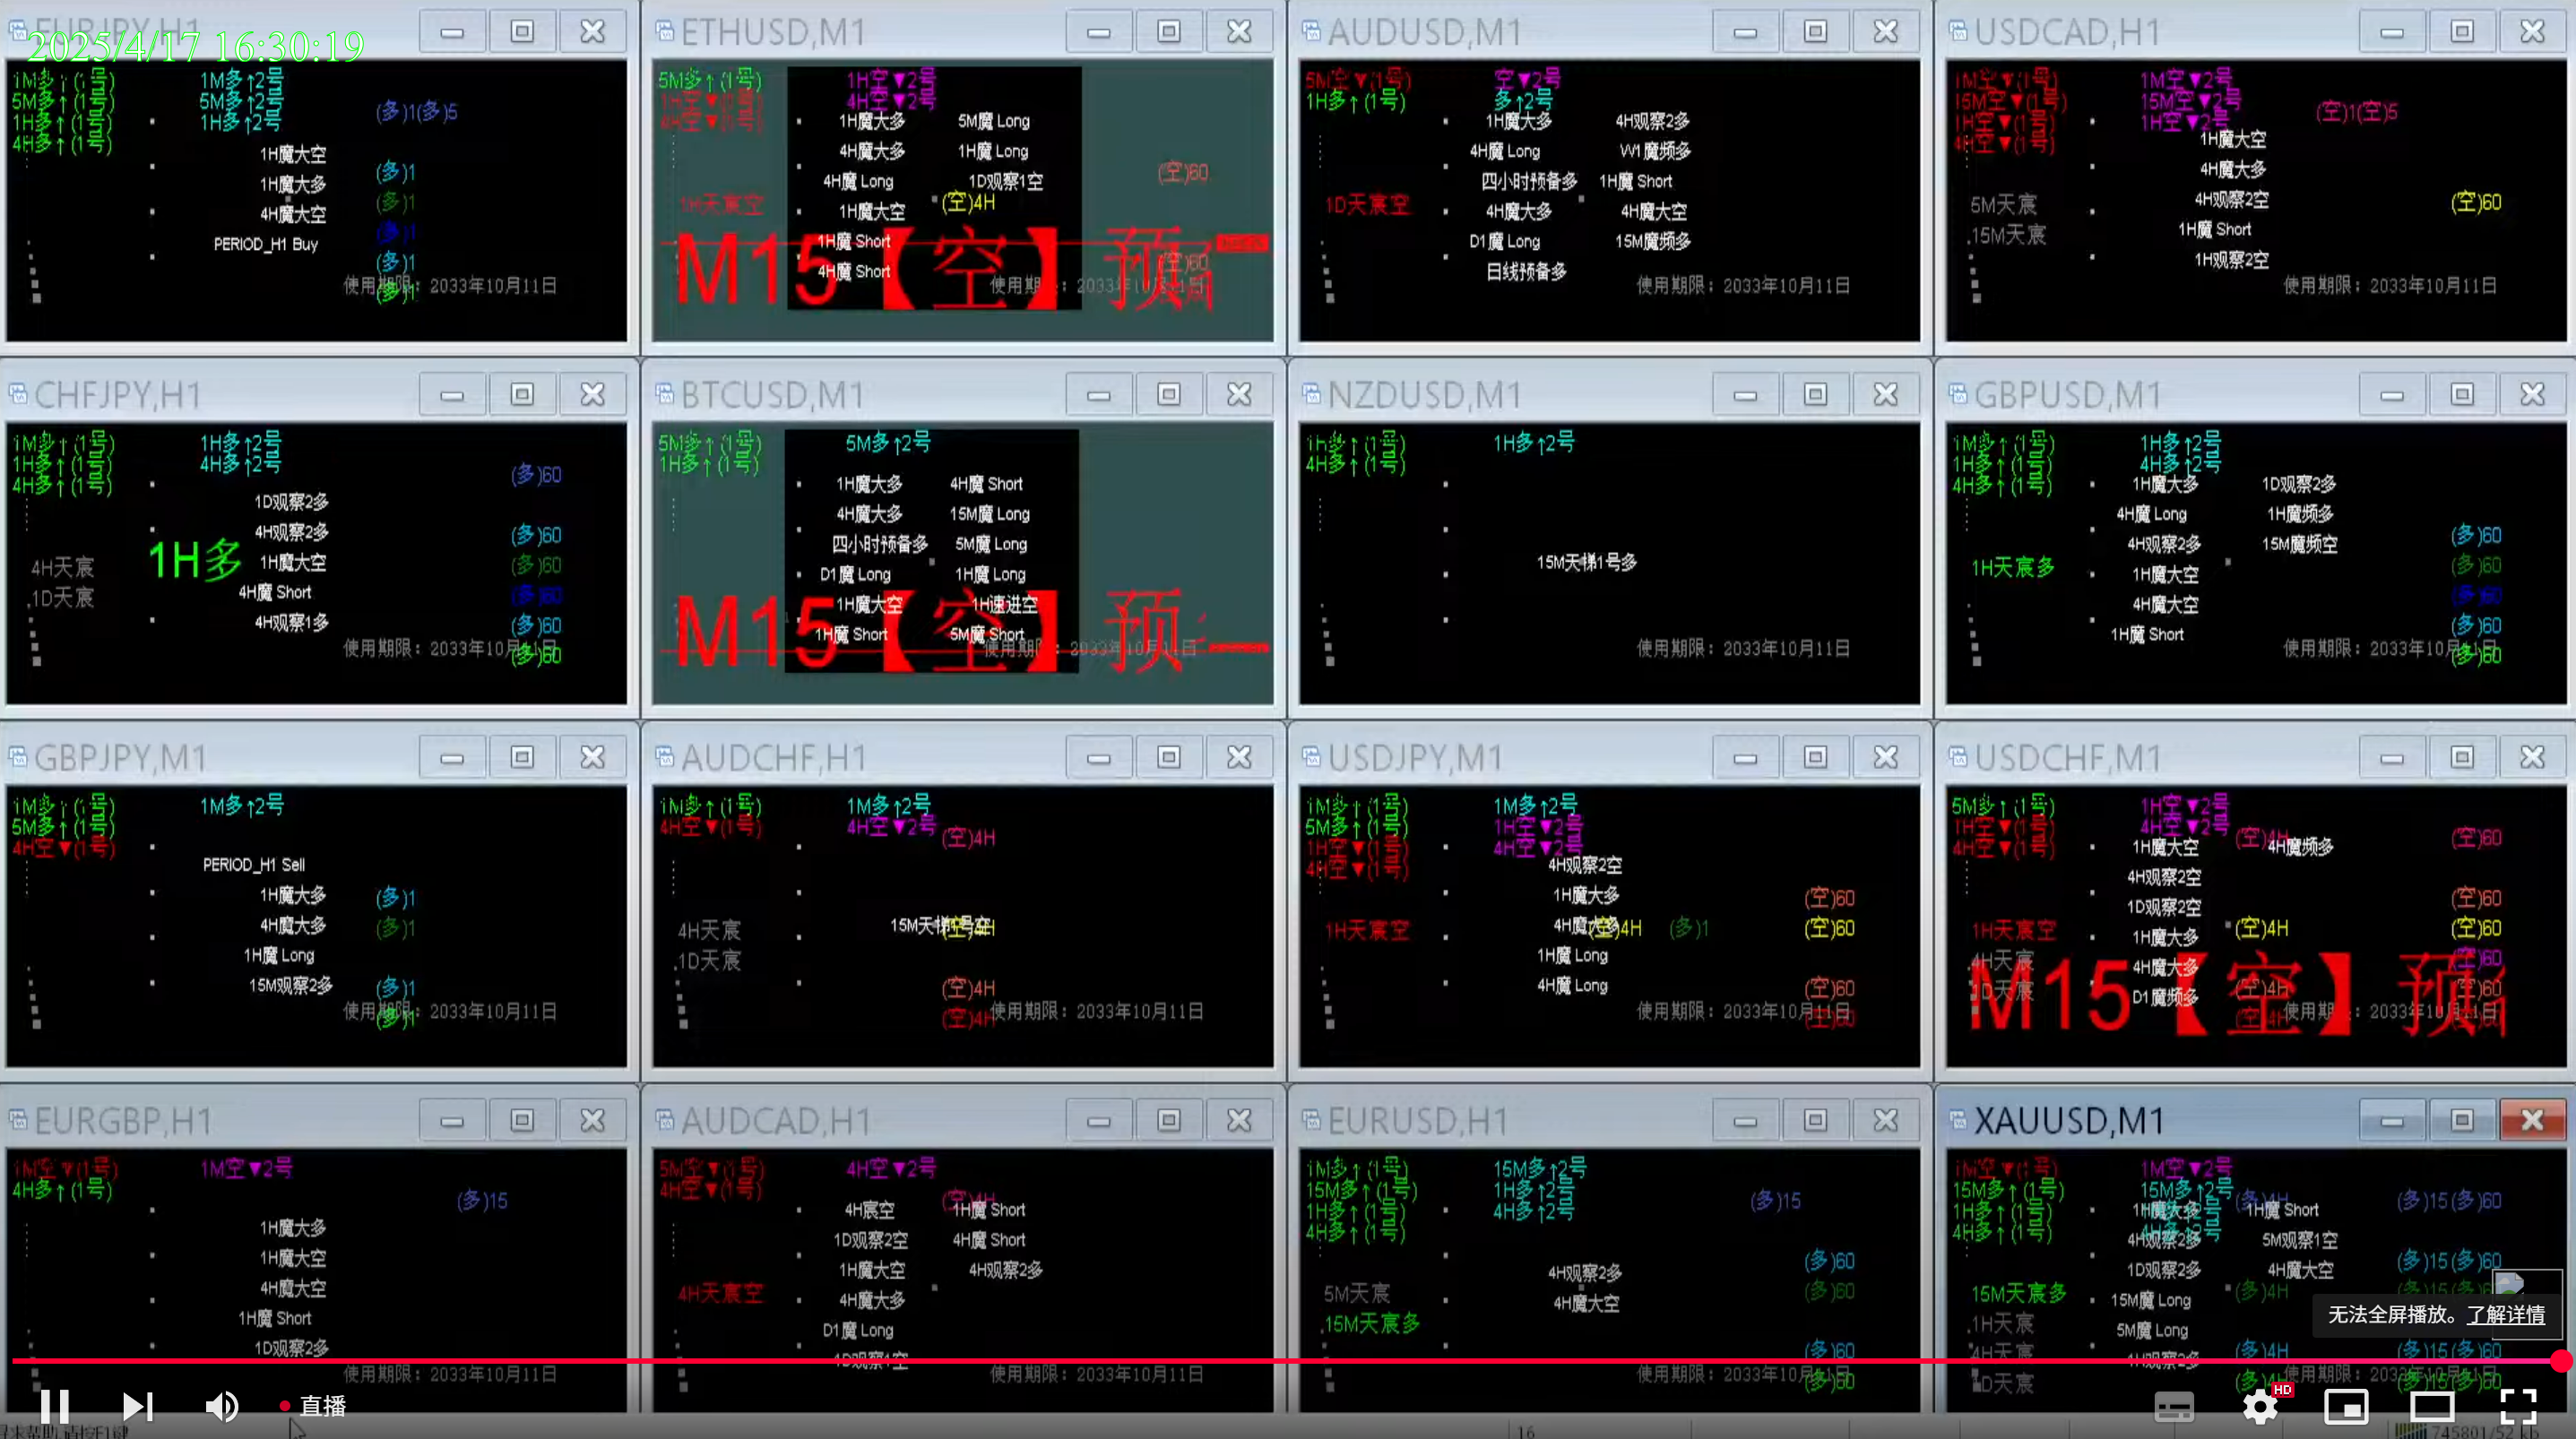 EURJPY,H1
2025/4/17 16:30:19
1M多↑(1号)
5M多↑(1号)
1H多↑(1号)
4H多↑(1号)
1M多↑2号
5M多↑2号
1H多↑2号
(多)1(多)5
1H魔大空
1H魔大多
4H魔大空
PERIOD_H1 Buy
(多)1
(多)1
(多)1
(多)1
(多)1
使用期限：2033年10月11日
ETHUSD,M1
5M多↑(1号)
1H空▼(1号)
4H空▼(1号)
1H空▼2号
4H空▼2号
1H魔大多
4H魔大多
4H魔 Long
1H魔大空
1H魔 Short
4H魔 Short
5M魔 Long
1H魔 Long
1D观察1空
(空)4H
(空)60
(空)60
1H天宸空
M15【空】预
AUDUSD,M1
5M空▼(1号)
1H多↑(1号)
空▼2号
多↑2号
1H魔大多
4H魔 Long
四小时预备多
4H魔大多
D1魔 Long
日线预备多
4H观察2多
W1魔频多
1H魔 Short
4H魔大空
15M魔频多
1D天宸空
使用期限：2033年10月11日
USDCAD,H1
1M空▼(1号)
15M空▼(1号)
1H空▼(1号)
4H空▼(1号)
1M空▼2号
15M空▼2号
1H空▼2号
(空)1(空)5
1H魔大空
4H魔大多
4H观察2空
1H魔 Short
1H观察2空
(空)60
5M天宸
15M天宸
使用期限：2033年10月11日
CHFJPY,H1
1M多↑(1号)
1H多↑(1号)
4H多↑(1号)
1H多↑2号
4H多↑2号
(多)60
1D观察2多
4H观察2多
1H魔大空
4H魔 Short
4H观察1多
1H多
4H天宸
1D天宸
(多)60
(多)60
(多)60
(多)60
(多)60
使用期限：2033年10月11日
BTCUSD,M1
5M多↑(1号)
1H多↑(1号)
5M多↑2号
1H魔大多
4H魔大多
四小时预备多
D1魔 Long
1H魔大空
1H魔 Short
4H魔 Short
15M魔 Long
5M魔 Long
1H魔 Long
1H速进空
5M魔 Short
M15【空】预
NZDUSD,M1
1H多↑(1号)
4H多↑(1号)
1H多↑2号
15M天梯1号多
使用期限：2033年10月11日
GBPUSD,M1
1M多↑(1号)
1H多↑(1号)
4H多↑(1号)
1H多↑2号
4H多↑2号
1H魔大多
4H魔 Long
4H观察2多
1H魔大空
4H魔大空
1H魔 Short
1D观察2多
1H魔频多
15M魔频空
1H天宸多
(多)60
(多)60
(多)60
(多)60
(多)60
使用期限：2033年10月11日
GBPJPY,M1
1M多↑(1号)
5M多↑(1号)
4H空▼(1号)
1M多↑2号
PERIOD_H1 Sell
1H魔大多
4H魔大多
1H魔 Long
15M观察2多
(多)1
(多)1
(多)1
(多)1
使用期限：2033年10月11日
AUDCHF,H1
1M多↑(1号)
4H空▼(1号)
1M多↑2号
4H空▼2号
(空)4H
4H天宸
1D天宸
(空)4H
(空)4H
使用期限：2033年10月11日
USDJPY,M1
1M多↑(1号)
5M多↑(1号)
1H空▼(1号)
4H空▼(1号)
1M多↑2号
1H空▼2号
4H空▼2号
4H观察2空
1H魔大多
4H魔大多
1H魔 Long
4H魔 Long
(空)4H
(多)1
(空)60
(空)60
(空)60
(空)60
1H天宸空
使用期限：2033年10月11日
USDCHF,M1
5M多↑(1号)
1H空▼(1号)
4H空▼(1号)
1H空▼2号
4H空▼2号
1H魔大空
4H观察2空
1D观察2空
1H魔大多
4H魔大多
D1魔频多
4H魔频多
(空)4H
(空)4H
(空)60
(空)60
(空)60
(空)60
(空)60
1H天宸空
4H天宸
1D天宸
M15【空】预
EURGBP,H1
1M空▼(1号)
4H多↑(1号)
1M空▼2号
(多)15
1H魔大多
1H魔大空
4H魔大空
1H魔 Short
1D观察2多
使用期限：2033年10月11日
AUDCAD,H1
5M空▼(1号)
4H空▼(1号)
4H空▼2号
(空)4H
4H宸空
1D观察2空
1H魔大空
4H魔大多
D1魔 Long
1D观察1空
1H魔 Short
4H魔 Short
4H观察2多
4H天宸空
使用期限：2033年10月11日
EURUSD,H1
1M多↑(1号)
15M多↑(1号)
1H多↑(1号)
4H多↑(1号)
15M多↑2号
1H多↑2号
4H多↑2号
(多)15
4H观察2多
4H魔大空
(多)60
(多)60
(多)60
(多)60
5M天宸
15M天宸多
使用期限：2033年10月11日
XAUUSD,M1
1M空▼(1号)
15M多↑(1号)
1H多↑(1号)
4H多↑(1号)
1M空▼2号
15M多↑2号
1H魔大多
4H观察2多
1D观察2多
15M魔 Long
5M魔 Long
1H魔 Short
5M观察1空
4H魔大空
(多)4H
(多)15(多)60
(多)15(多)60
(多)4H
(多)4H
(多)15(多)60
15M天宸多
1H天宸
4H天宸
1D天宸
无法全屏播放。了解详情
直播
HD
16
745801/52 kb